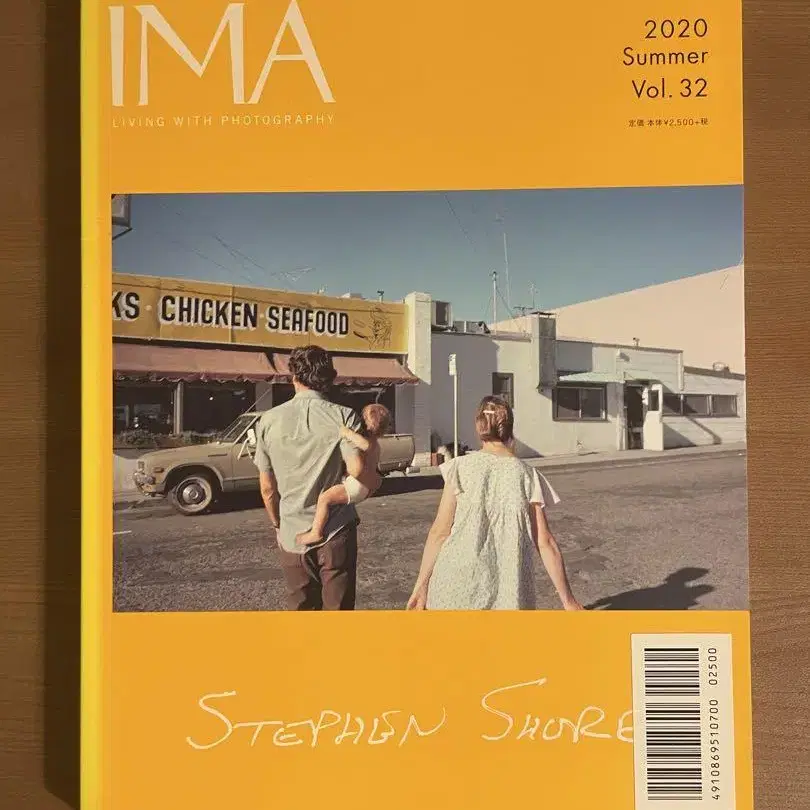 IMA
LIVING WITH PHOTOGRAPHY
2020
Summer
Vol. 32
定価 本体¥2,500+税
KS CHICKEN SEAFOOD
STEPHEN SHORE
4910869510700
02500